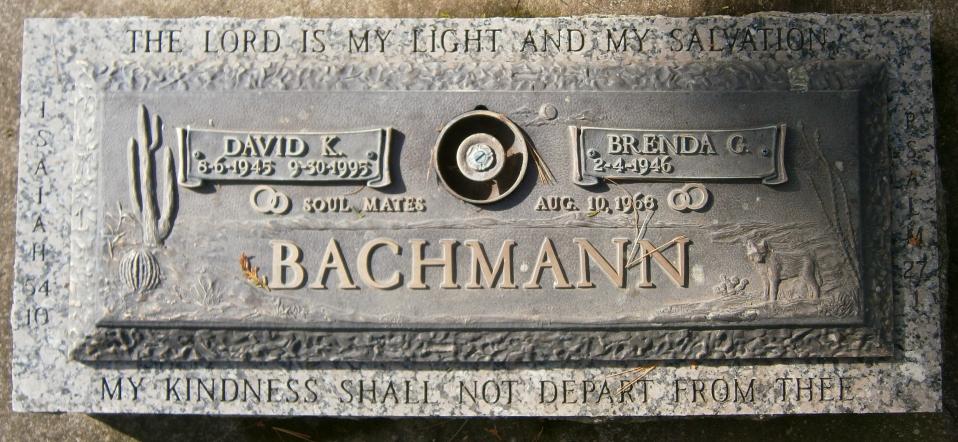 THE LORD IS MY LIGHT AND MY SALVATION
ISAIAH 54 10
DAVID K.
8-6-1945 9-30-1995
BRENDA G.
2-4-1946
SOUL MATES
AUG. 10, 1968
BACHMANN
PSALM 27 1
MY KINDNESS SHALL NOT DEPART FROM THEE